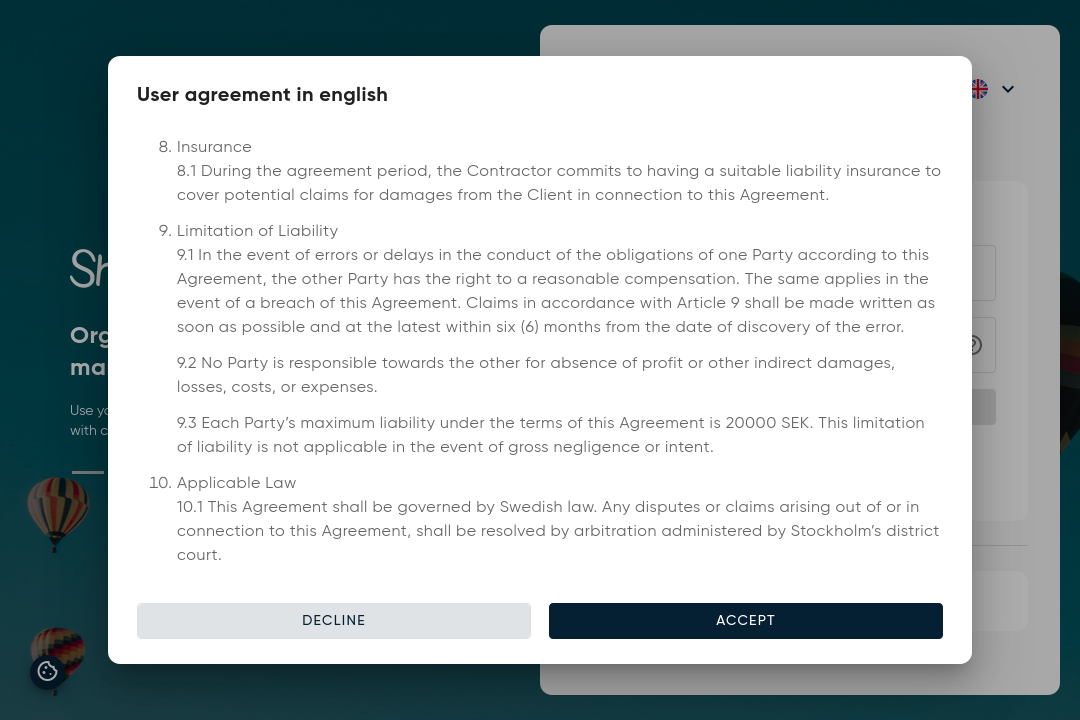 User agreement in english
8. Insurance
8.1 During the agreement period, the Contractor commits to having a suitable liability insurance to
cover potential claims for damages from the Client in connection to this Agreement.
9. Limitation of Liability
9.1 In the event of errors or delays in the conduct of the obligations of one Party according to this
Agreement, the other Party has the right to a reasonable compensation. The same applies in the
event of a breach of this Agreement. Claims in accordance with Article 9 shall be made written as
soon as possible and at the latest within six (6) months from the date of discovery of the error.
9.2 No Party is responsible towards the other for absence of profit or other indirect damages,
losses, costs, or expenses.
9.3 Each Party’s maximum liability under the terms of this Agreement is 20000 SEK. This limitation
of liability is not applicable in the event of gross negligence or intent.
10. Applicable Law
10.1 This Agreement shall be governed by Swedish law. Any disputes or claims arising out of or in
connection to this Agreement, shall be resolved by arbitration administered by Stockholm’s district
court.
DECLINE
ACCEPT
Use
with